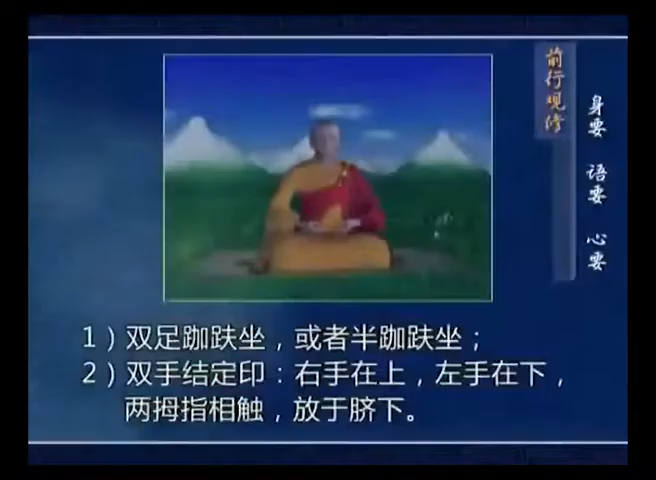 前行观修
身要 语要 心要
1）双足跏趺坐，或者半跏趺坐；
2）双手结定印：右手在上，左手在下，
两拇指相触，放于脐下。